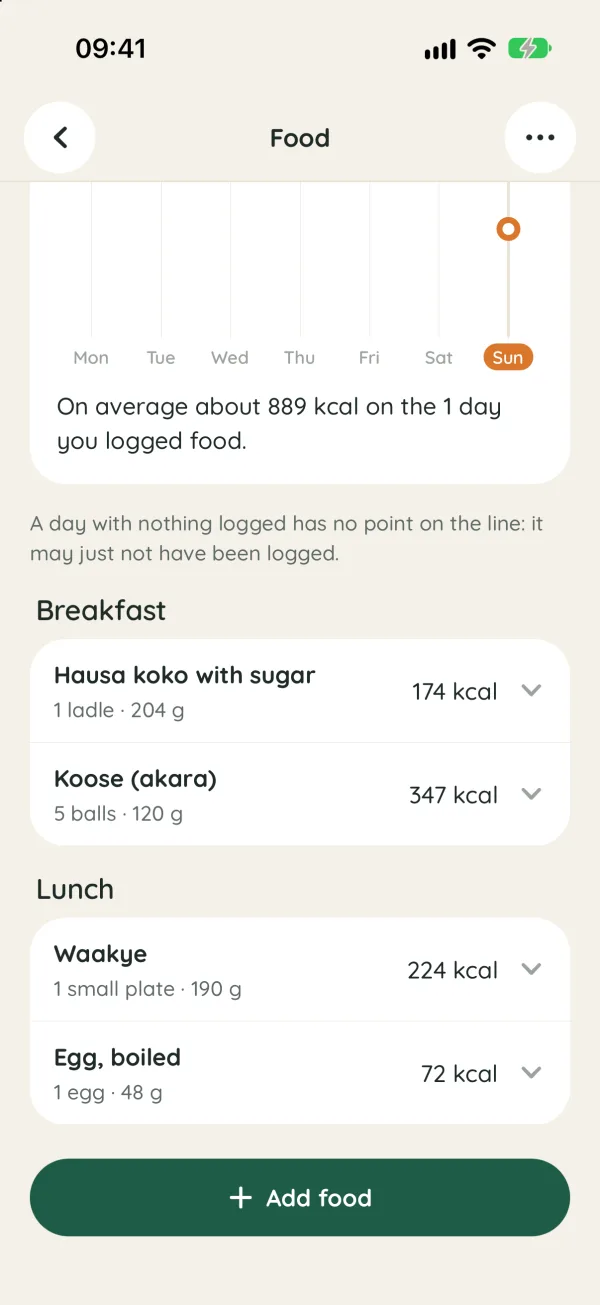 09:41
Food
Mon Tue Wed Thu Fri Sat Sun
On average about 889 kcal on the 1 day
you logged food.
A day with nothing logged has no point on the line: it
may just not have been logged.
Breakfast
Hausa koko with sugar
1 ladle · 204 g
174 kcal
Koose (akara)
5 balls · 120 g
347 kcal
Lunch
Waakye
1 small plate · 190 g
224 kcal
Egg, boiled
1 egg · 48 g
72 kcal
Add food